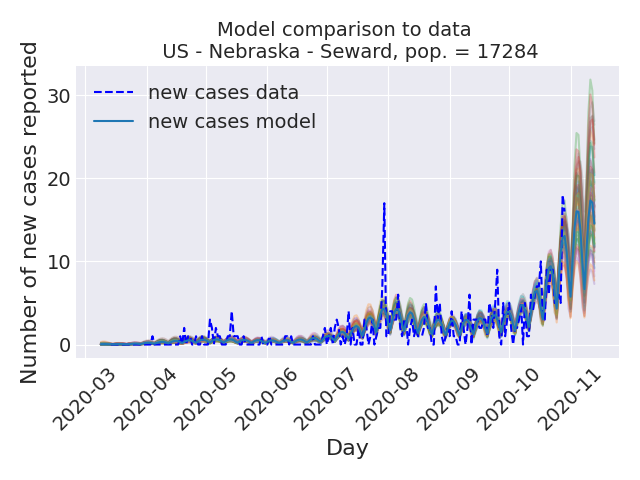 Model comparison to data
US - Nebraska - Seward, pop. = 17284
Number of new cases reported
new cases data
new cases model
30
20
10
0
2020-03
2020-04
2020-05
2020-06
2020-07
2020-08
2020-09
2020-10
2020-11
Day